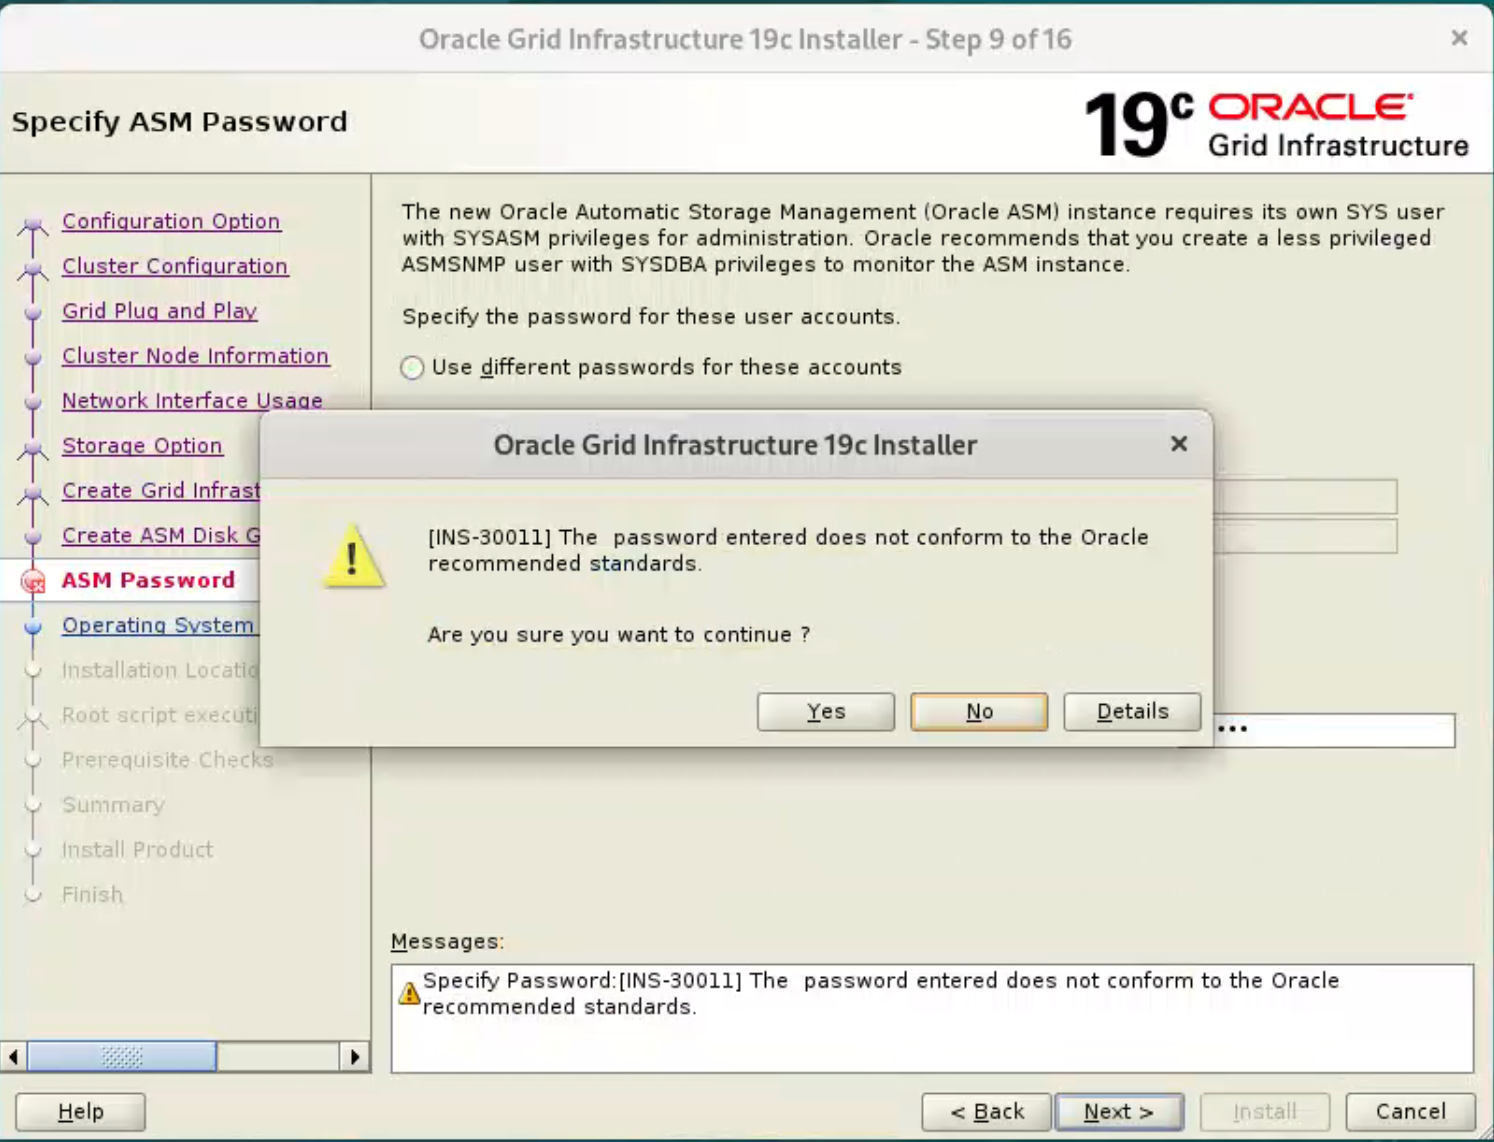 Oracle Grid Infrastructure 19c Installer - Step 9 of 16
Specify ASM Password
19c ORACLE
Grid Infrastructure
Configuration Option
Cluster Configuration
Grid Plug and Play
Cluster Node Information
Network Interface Usage
Storage Option
Create Grid Infrast
Create ASM Disk G
ASM Password
Operating System
Installation Locatio
Root script executi
Prerequisite Checks
Summary
Install Product
Finish
The new Oracle Automatic Storage Management (Oracle ASM) instance requires its own SYS user
with SYSASM privileges for administration. Oracle recommends that you create a less privileged
ASMSNMP user with SYSDBA privileges to monitor the ASM instance.
Specify the password for these user accounts.
Use different passwords for these accounts
Oracle Grid Infrastructure 19c Installer
[INS-30011] The  password entered does not conform to the Oracle
recommended standards.
Are you sure you want to continue ?
Yes
No
Details
Messages:
Specify Password:[INS-30011] The  password entered does not conform to the Oracle
recommended standards.
Help
< Back
Next >
Install
Cancel